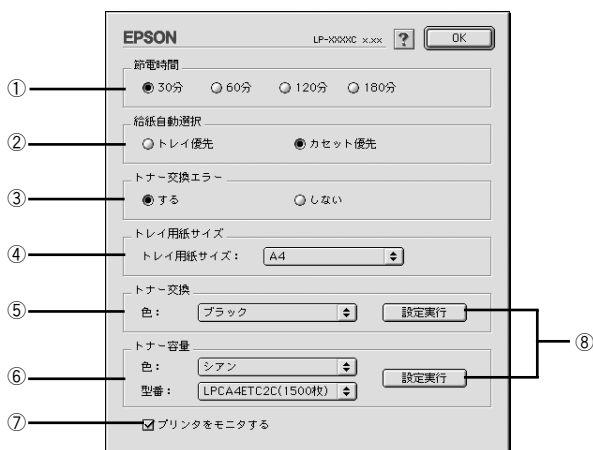 EPSON LP-XXXXC x.xx ? OK
節電時間
① 30分 60分 120分 180分
給紙自動選択
② トレイ優先 カセット優先
トナー交換エラー
③ する しない
トレイ用紙サイズ
④ トレイ用紙サイズ： A4
トナー交換
⑤ 色： ブラック 設定実行
⑧
トナー容量
色： シアン
⑥ 設定実行
型番： LPCA4ETC2C(1500枚)
⑦ プリンタをモニタする